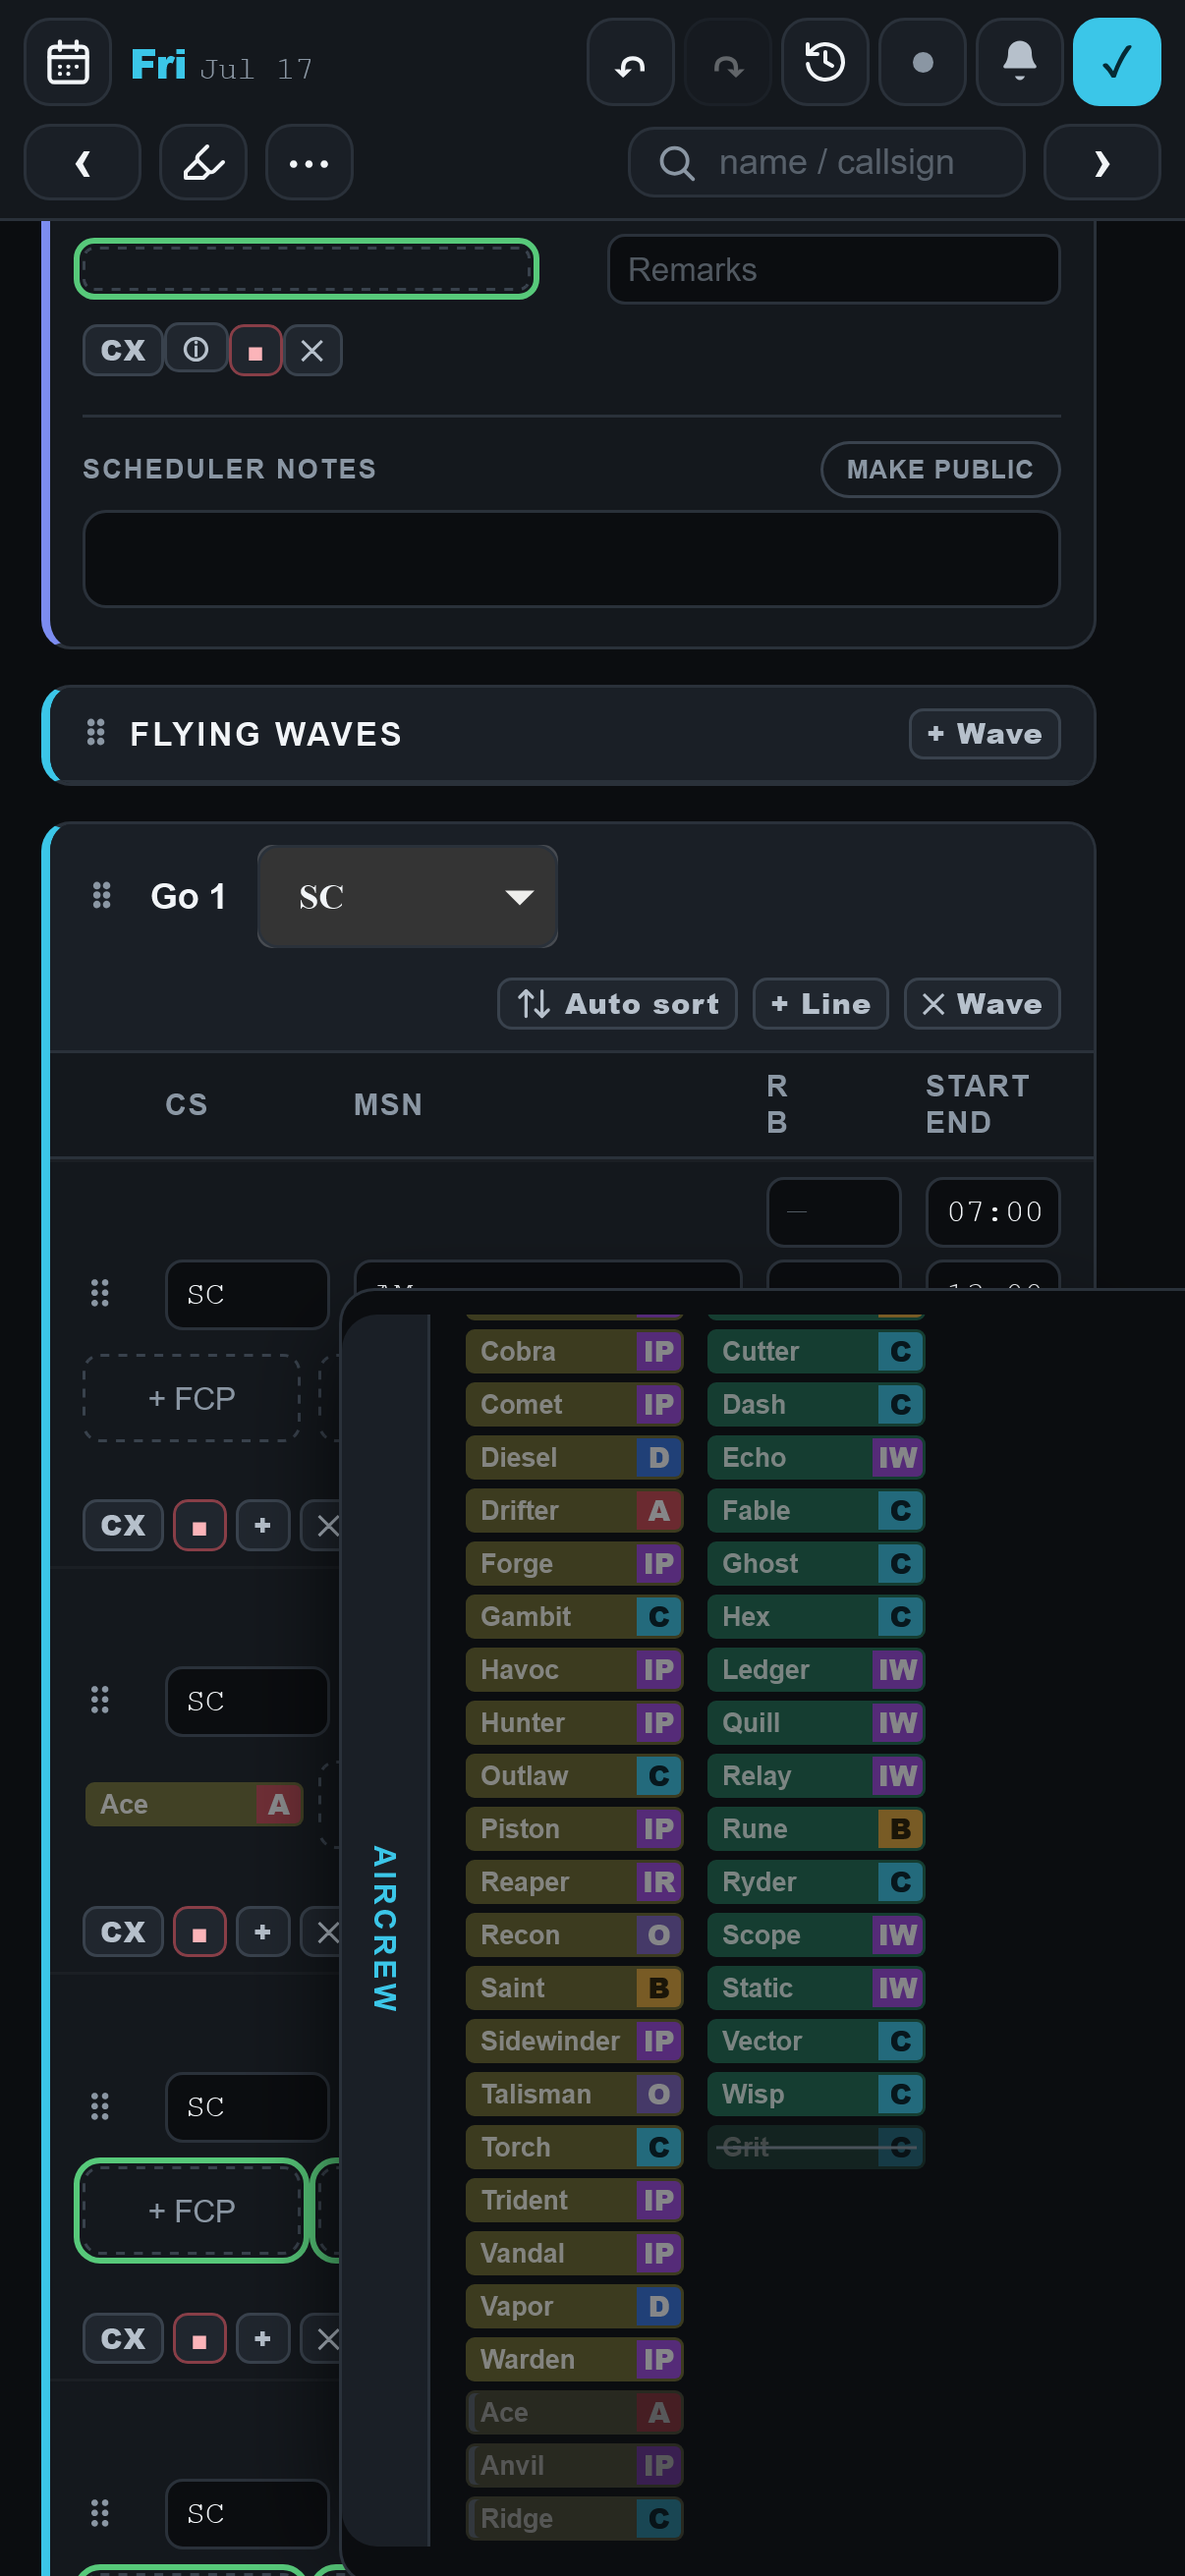 Fri Jul 17
name / callsign
Remarks
CX
SCHEDULER NOTES
MAKE PUBLIC
FLYING WAVES
+ Wave
Go 1
SC
Auto sort
+ Line
× Wave
CS
MSN
R
B
START
END
—
07:00
SC
+ FCP
CX
+
SC
Ace A
CX
+
SC
+ FCP
CX
+
SC
AIRCREW
Cobra IP
Comet IP
Diesel D
Drifter A
Forge IP
Gambit C
Havoc IP
Hunter IP
Outlaw C
Piston IP
Reaper IR
Recon O
Saint B
Sidewinder IP
Talisman O
Torch C
Trident IP
Vandal IP
Vapor D
Warden IP
Ace A
Anvil IP
Ridge C
Cutter C
Dash C
Echo IW
Fable C
Ghost C
Hex C
Ledger IW
Quill IW
Relay IW
Rune B
Ryder C
Scope IW
Static IW
Vector C
Wisp C
Grit C